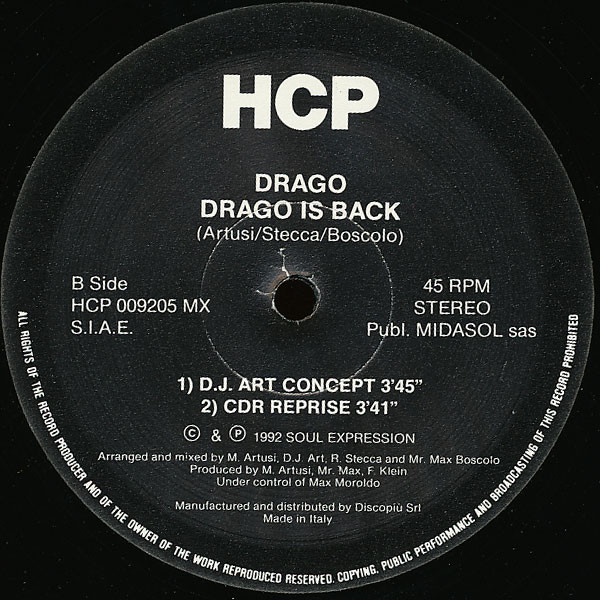 HCP
DRAGO
DRAGO IS BACK
(Artusi/Stecca/Boscolo)
B Side
HCP 009205 MX
S.I.A.E.
45 RPM
STEREO
Publ. MIDASOL sas
1) D.J. ART CONCEPT 3'45"
2) CDR REPRISE 3'41"
© & ℗ 1992 SOUL EXPRESSION
Arranged and mixed by M. Artusi, D.J. Art, R. Stecca and Mr. Max Boscolo
Produced by M. Artusi, Mr. Max, F. Klein
Under control of Max Moroldo
Manufactured and distributed by Discopiù Srl
Made in Italy
ALL RIGHTS OF THE RECORD PRODUCER AND OF THE OWNER OF THE WORK REPRODUCED RESERVED. COPYING, PUBLIC PERFORMANCE AND BROADCASTING OF THIS RECORD PROHIBITED